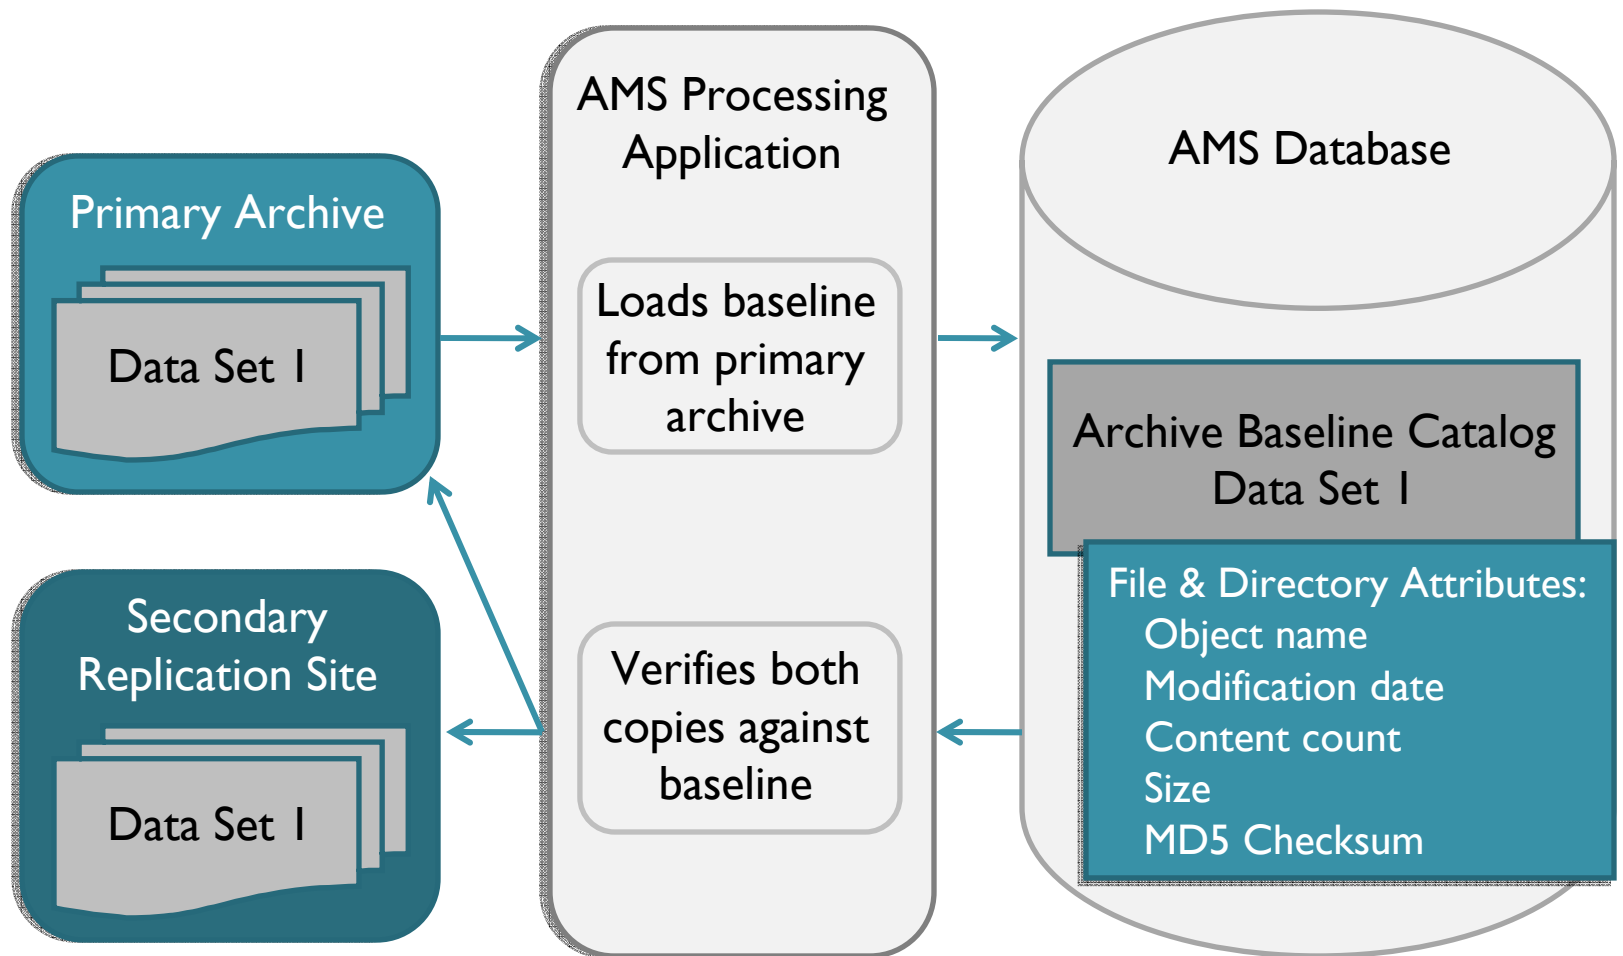 Primary Archive
Data Set 1
Secondary
Replication Site
Data Set 1
AMS Processing
Application
Loads baseline
from primary
archive
Verifies both
copies against
baseline
AMS Database
Archive Baseline Catalog
Data Set 1
File & Directory Attributes:
Object name
Modification date
Content count
Size
MD5 Checksum